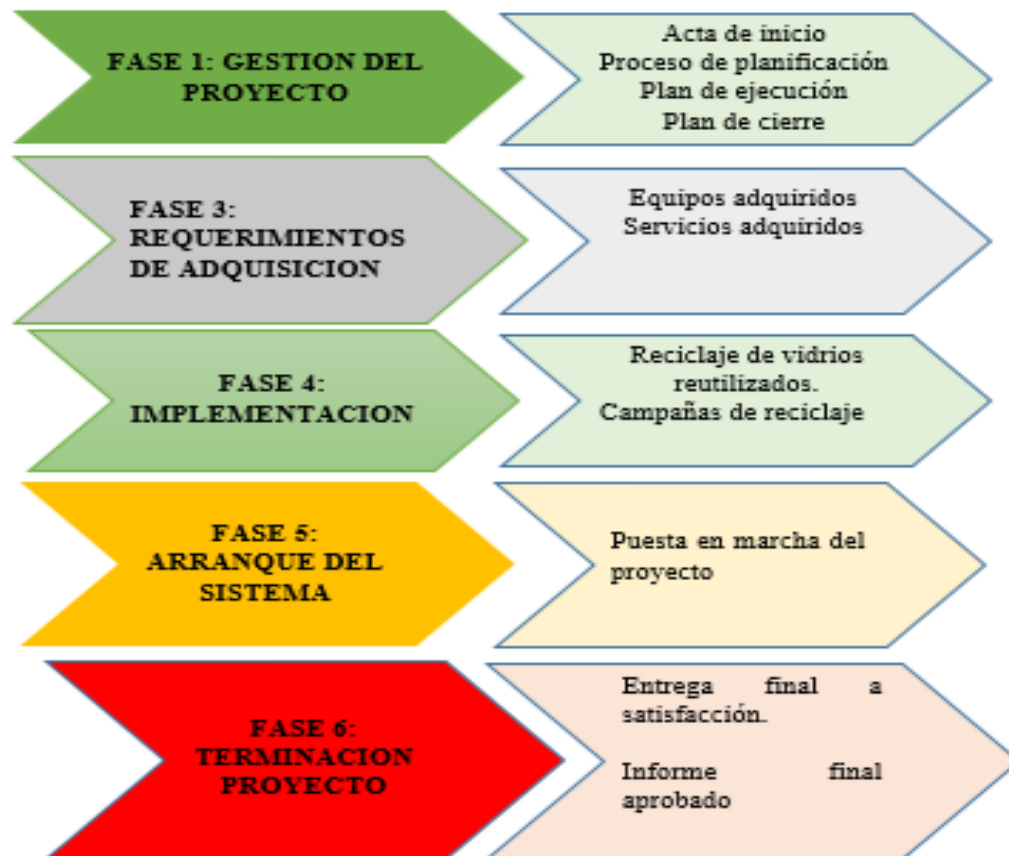 FASE 1: GESTION DEL
PROYECTO
Acta de inicio
Proceso de planificación
Plan de ejecución
Plan de cierre
FASE 3:
REQUERIMIENTOS
DE ADQUISICION
Equipos adquiridos
Servicios adquiridos
FASE 4:
IMPLEMENTACION
Reciclaje de vidrios
reutilizados.
Campañas de reciclaje
FASE 5:
ARRANQUE DEL
SISTEMA
Puesta en marcha del
proyecto
FASE 6:
TERMINACION
PROYECTO
Entrega final a
satisfacción.
Informe final
aprobado